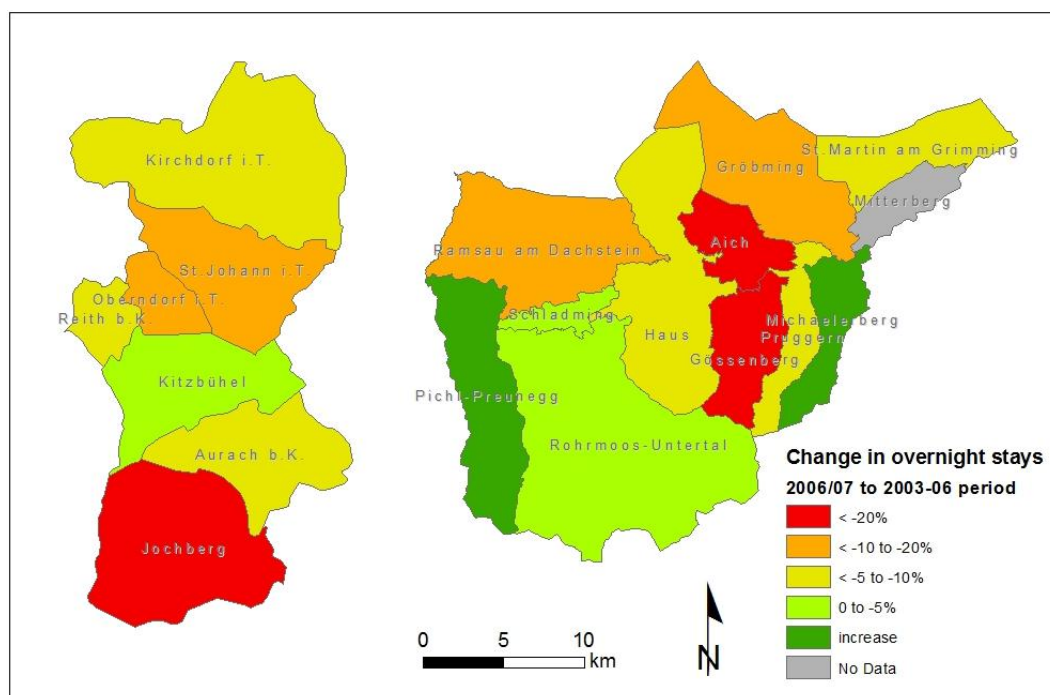 Kirchdorf i.T.
St.Johann i.T.
Oberndorf i.T.
Reith b.K.
Kitzbühel
Aurach b.K.
Jochberg
St.Martin am Grimming
Gröbming
Mitterberg
Aich
Ramsau am Dachstein
Schladming
Haus
Michaelerberg
Pruggern
Gössenberg
Pichl-Preunegg
Rohrmoos-Untertal
Change in overnight stays
2006/07 to 2003-06 period
< -20%
< -10 to -20%
< -5 to -10%
0 to -5%
increase
No Data
0 5 10
km
N